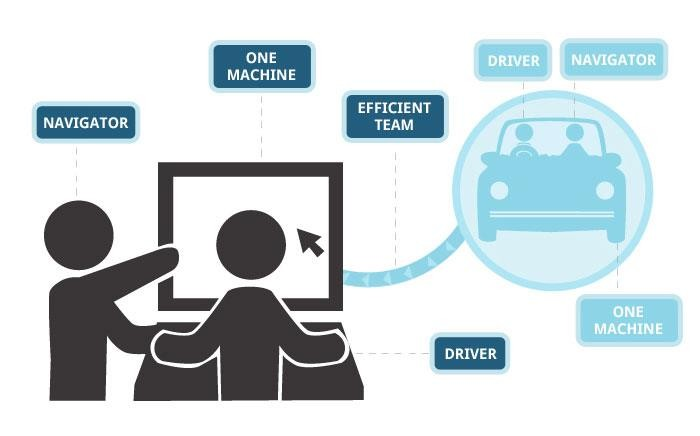 DRIVER
NAVIGATOR
ONE
MACHINE
EFFICIENT
TEAM
NAVIGATOR
ONE
MACHINE
DRIVER